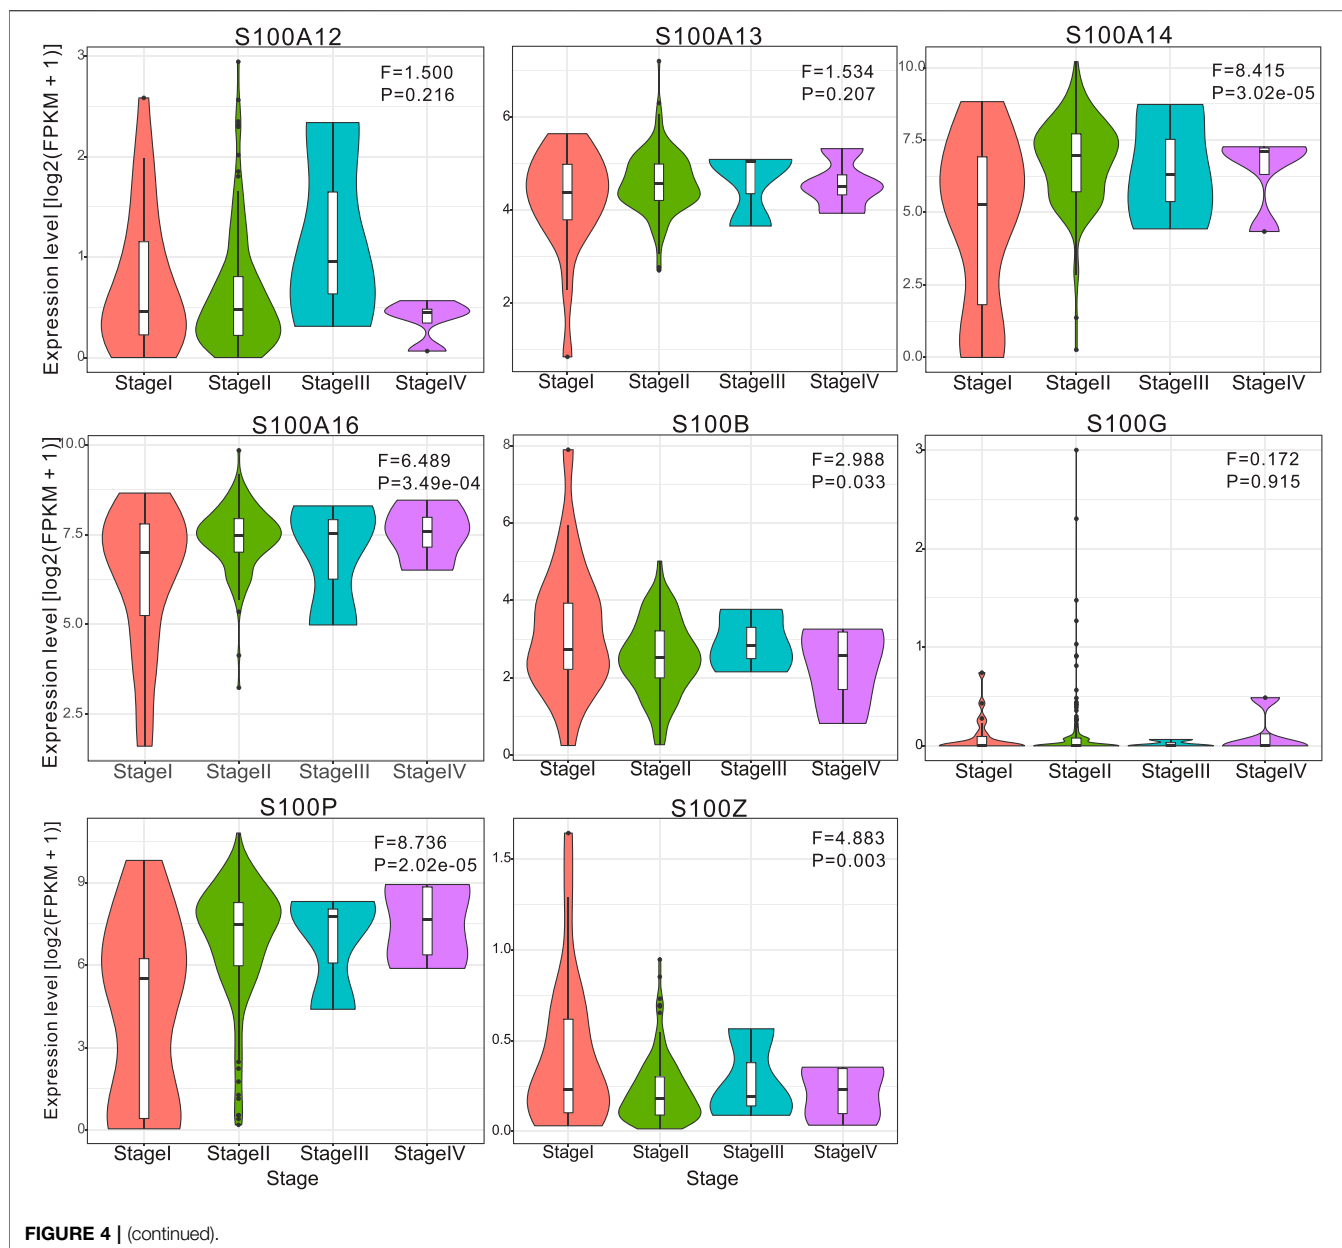 S100A12
S100A13
S100A14
Expression level [log2(FPKM + 1)]
3
2
1
0
F=1.500
P=0.216
StageI StageII StageIII StageIV
6
4
2
F=1.534
P=0.207
StageI StageII StageIII StageIV
10.0
7.5
5.0
2.5
0.0
F=8.415
P=3.02e-05
StageI StageII StageIII StageIV
S100A16
S100B
S100G
Expression level [log2(FPKM + 1)]
10.0
7.5
5.0
2.5
F=6.489
P=3.49e-04
StageI StageII StageIII StageIV
8
6
4
2
0
F=2.988
P=0.033
StageI StageII StageIII StageIV
3
2
1
0
F=0.172
P=0.915
StageI StageII StageIII StageIV
S100P
S100Z
Expression level [log2(FPKM + 1)]
9
6
3
0
F=8.736
P=2.02e-05
StageI StageII StageIII StageIV
Stage
1.5
1.0
0.5
0.0
F=4.883
P=0.003
StageI StageII StageIII StageIV
Stage
FIGURE 4 | (continued).